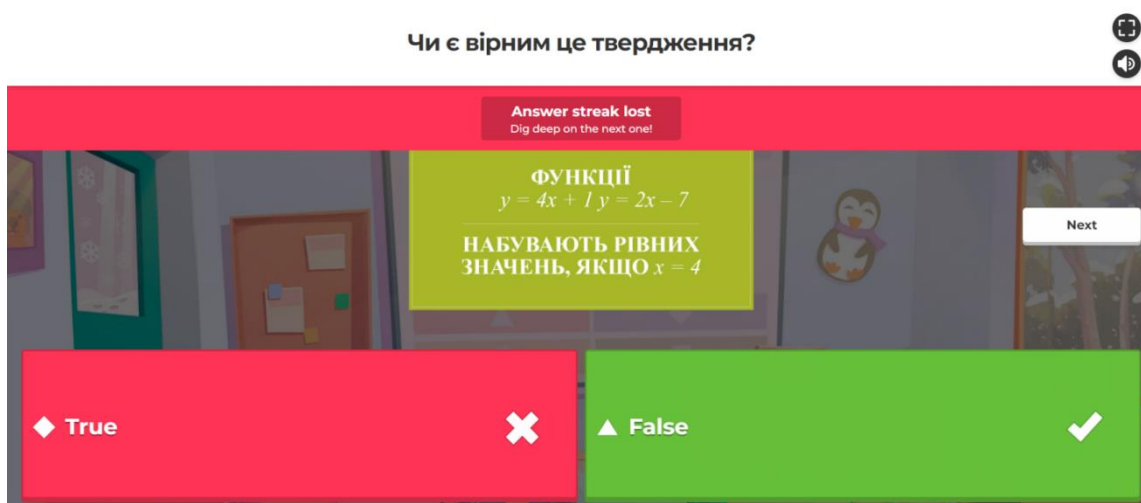 Чи є вірним це твердження?
Answer streak lost
Dig deep on the next one!
ФУНКЦІЇ
y = 4x + 1 y = 2x – 7
НАБУВАЮТЬ РІВНИХ
ЗНАЧЕНЬ, ЯКЩО x = 4
Next
True
False